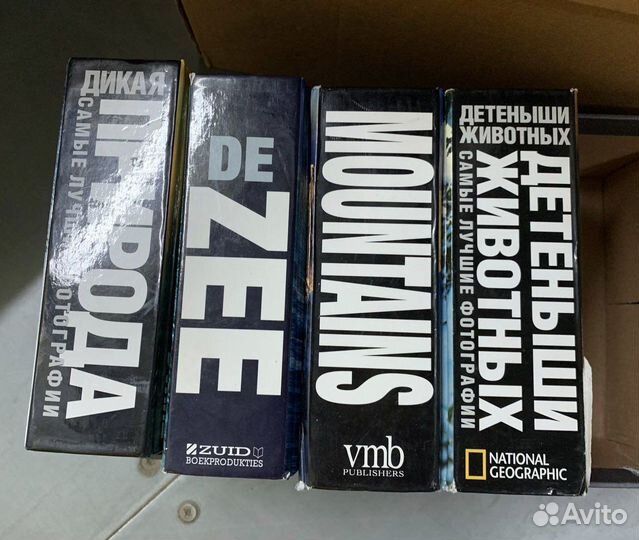 ДИКАЯ
ПРИРОДА
САМЫЕ ЛУЧШИЕ ФОТОГРАФИИ
DE
ZEE
ZUID
BOEKPRODUKTIES
MOUNTAINS
vmb
PUBLISHERS
ДЕТЕНЫШИ
ЖИВОТНЫХ
ДЕТЕНЫШИ
ЖИВОТНЫХ
САМЫЕ ЛУЧШИЕ ФОТОГРАФИИ
NATIONAL
GEOGRAPHIC
Avito